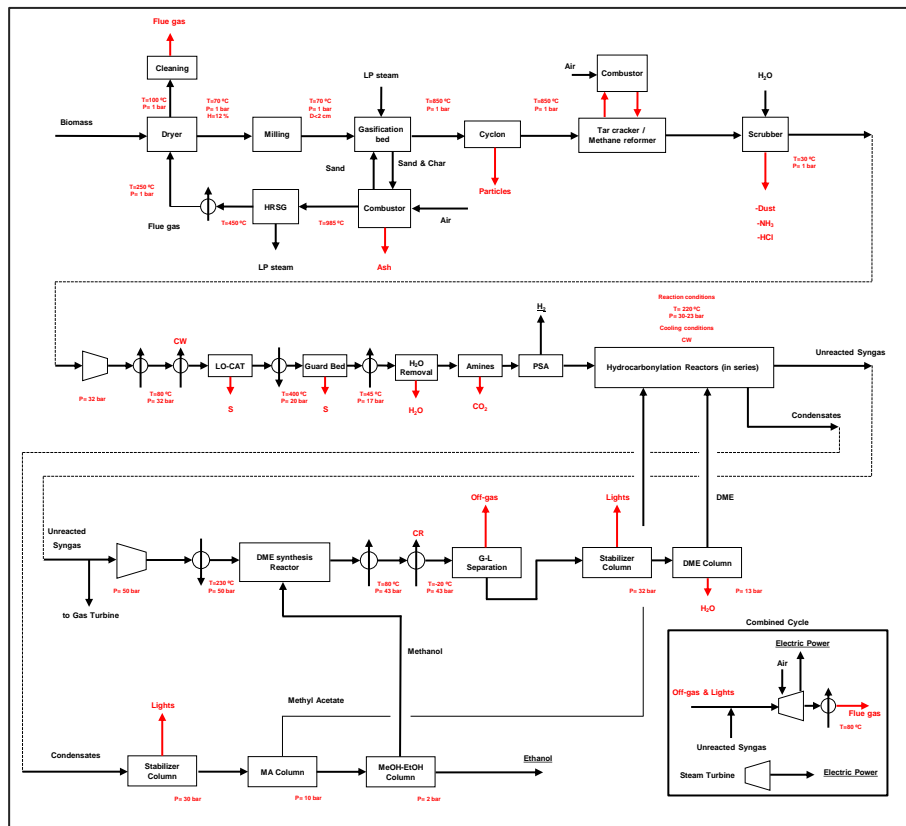 Flue gas
Cleaning
LP steam
Air
Combustor
H2O
T=100 ºC
P= 1 bar
T=70 ºC
P= 1 bar
H=12 %
T=70 ºC
P= 1 bar
D<2 cm
T=850 ºC
P= 1 bar
T=850 ºC
P= 1 bar
Biomass
Dryer
Milling
Gasification
bed
Cyclon
Tar cracker /
Methane reformer
Scrubber
T=30 ºC
P= 1 bar
Sand
Sand & Char
T=250 ºC
P= 1 bar
Particles
-Dust
-NH3
-HCl
HRSG
Combustor
Air
Flue gas
T=450 ºC
T=985 ºC
LP steam
Ash
Reaction conditions
T= 220ºC
P= 30-23 bar
Cooling conditions
CW
H2
CW
Unreacted Syngas
LO-CAT
Guard Bed
H2O
Removal
Amines
PSA
Hydrocarbonylation Reactors (in series)
P= 32 bar
T=80 ºC
P= 32 bar
T=400 ºC
P= 20 bar
T=45 ºC
P= 17 bar
S
S
H2O
CO2
Condensates
DME
Off-gas
Lights
Unreacted
Syngas
CR
DME synthesis
Reactor
G-L
Separation
Stabilizer
Column
DME Column
P= 50 bar
T=230 ºC
P= 50 bar
T=80 ºC
P= 43 bar
T=-20 ºC
P= 43 bar
P= 32 bar
P= 13 bar
to Gas Turbine
H2O
Combined Cycle
Electric Power
Air
Methanol
Off-gas & Lights
Flue gas
T=80 ºC
Unreacted Syngas
Steam Turbine
Electric Power
Lights
Methyl Acetate
Condensates
Stabilizer
Column
MA Column
MeOH-EtOH
Column
Ethanol
P= 30 bar
P= 10 bar
P= 2 bar